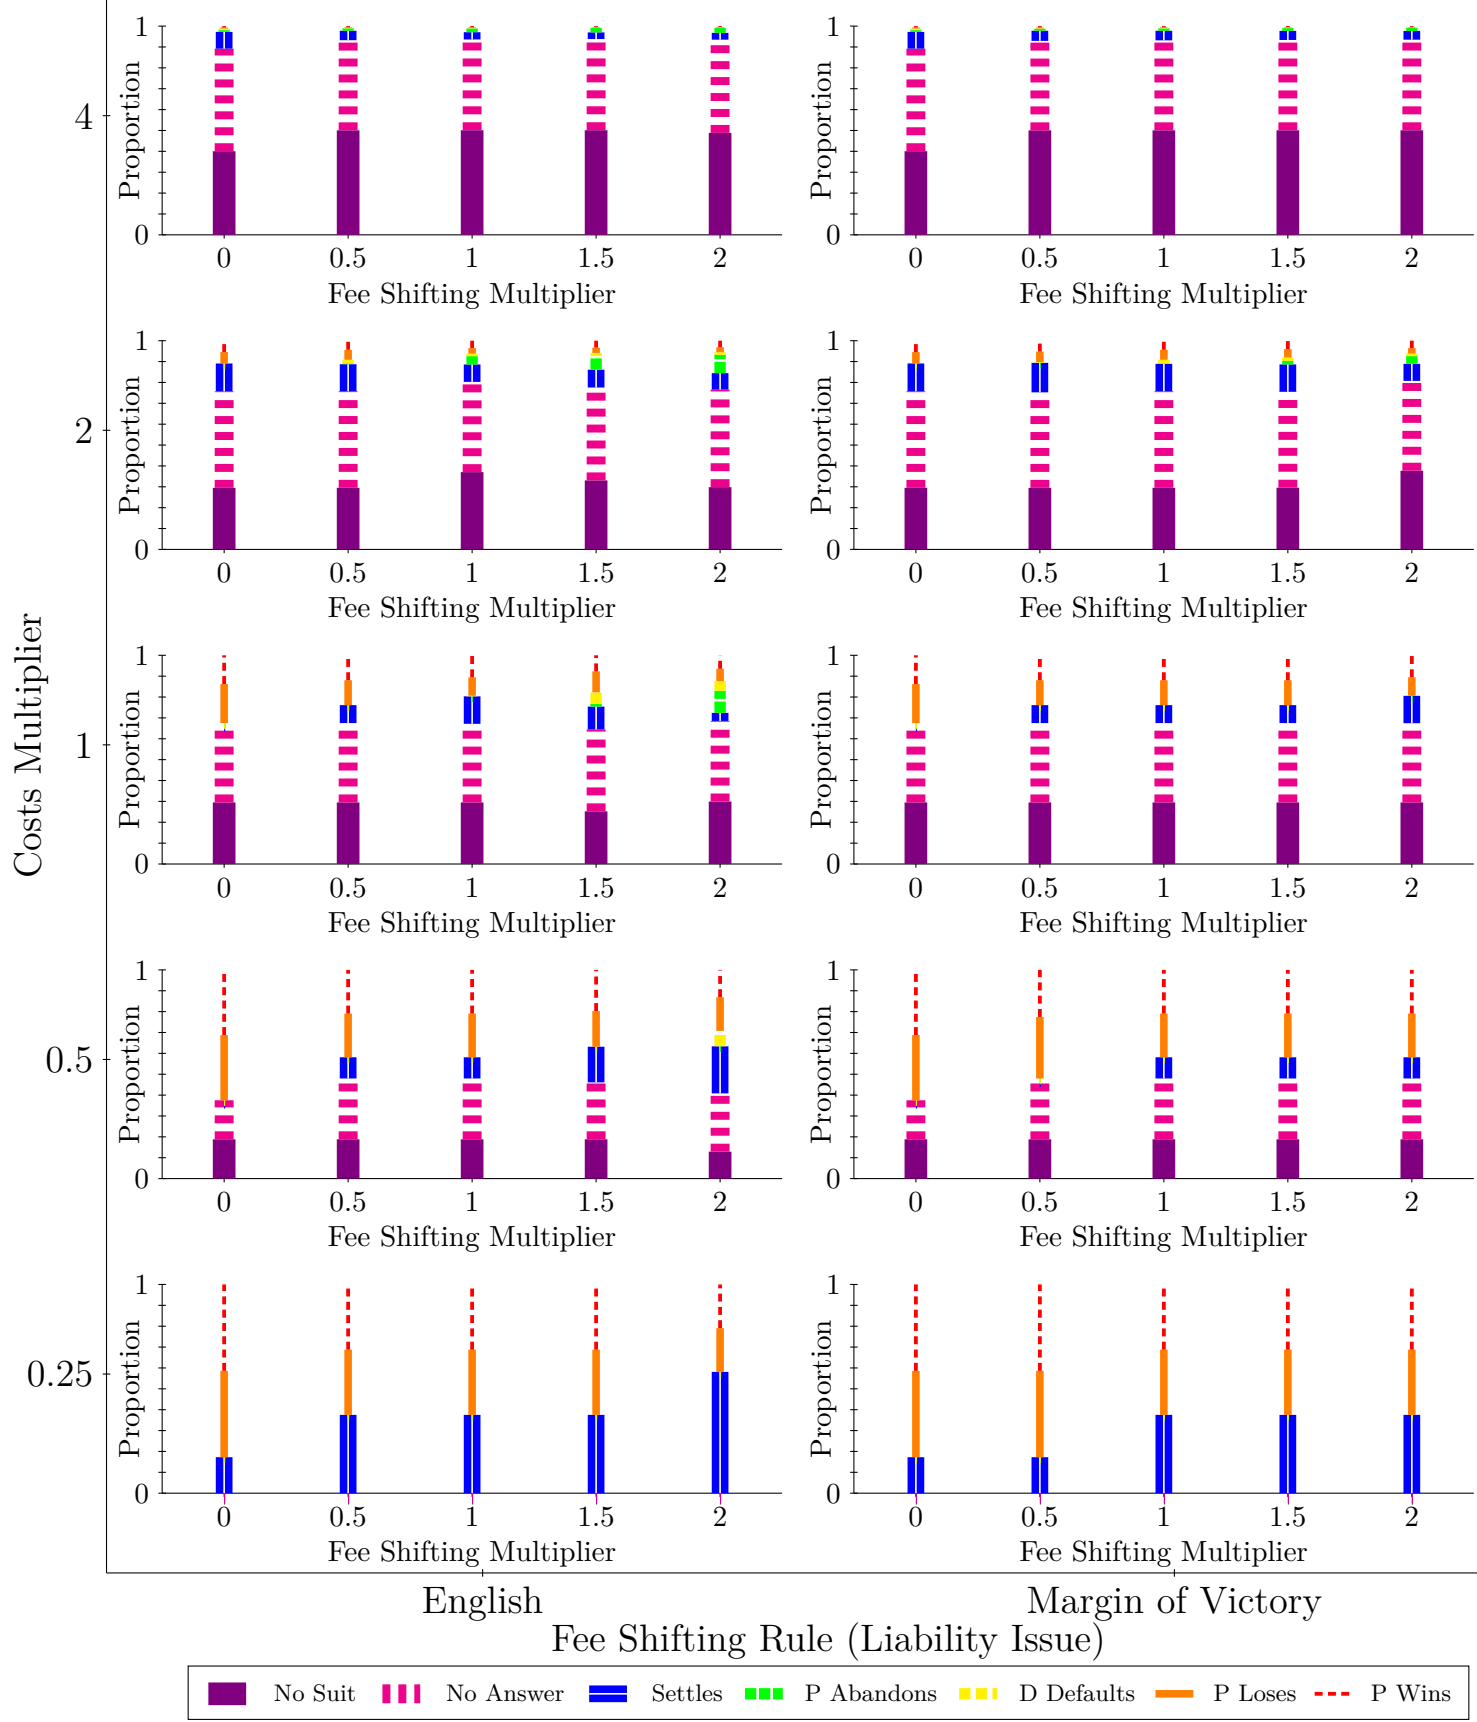 1
Proportion
0
0 0.5 1 1.5 2
Fee Shifting Multiplier
1
Proportion
0
0 0.5 1 1.5 2
Fee Shifting Multiplier
4
1
Proportion
0
0 0.5 1 1.5 2
Fee Shifting Multiplier
1
Proportion
0
0 0.5 1 1.5 2
Fee Shifting Multiplier
2
1
Proportion
0
0 0.5 1 1.5 2
Fee Shifting Multiplier
1
Proportion
0
0 0.5 1 1.5 2
Fee Shifting Multiplier
1
Costs Multiplier
1
Proportion
0
0 0.5 1 1.5 2
Fee Shifting Multiplier
1
Proportion
0
0 0.5 1 1.5 2
Fee Shifting Multiplier
0.5
1
Proportion
0
0 0.5 1 1.5 2
Fee Shifting Multiplier
1
Proportion
0
0 0.5 1 1.5 2
Fee Shifting Multiplier
0.25
English Margin of Victory
Fee Shifting Rule (Liability Issue)
No Suit No Answer Settles P Abandons D Defaults P Loses P Wins